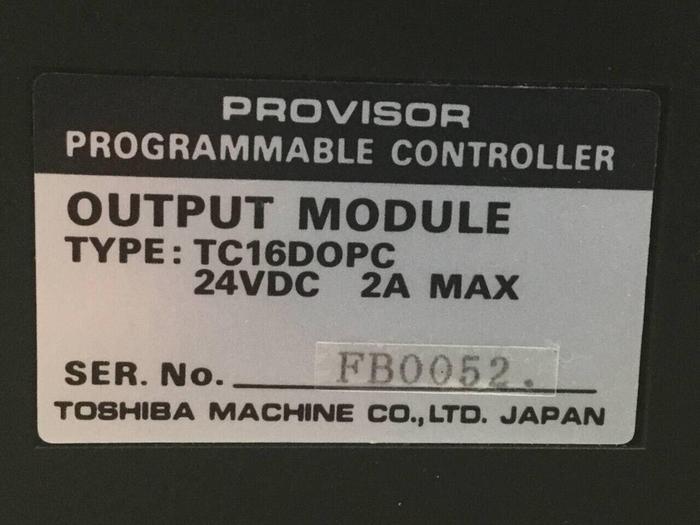 PROVISOR
PROGRAMMABLE CONTROLLER
OUTPUT MODULE
TYPE: TC16DOPC
24VDC 2A MAX
SER. No. FB0052.
TOSHIBA MACHINE CO.,LTD. JAPAN